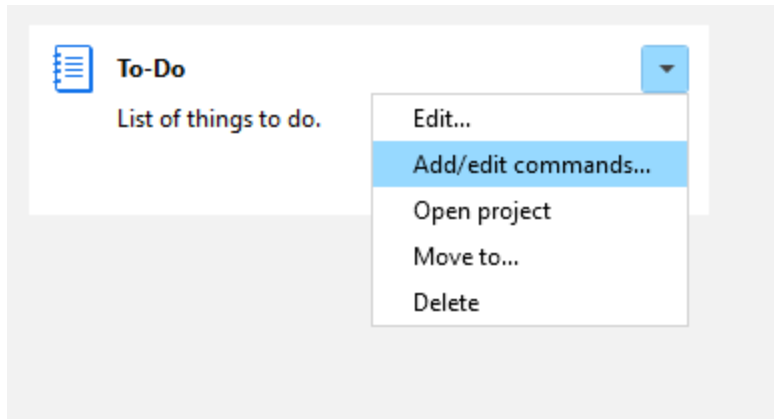 To-Do
List of things to do.
Edit...
Add/edit commands...
Open project
Move to...
Delete